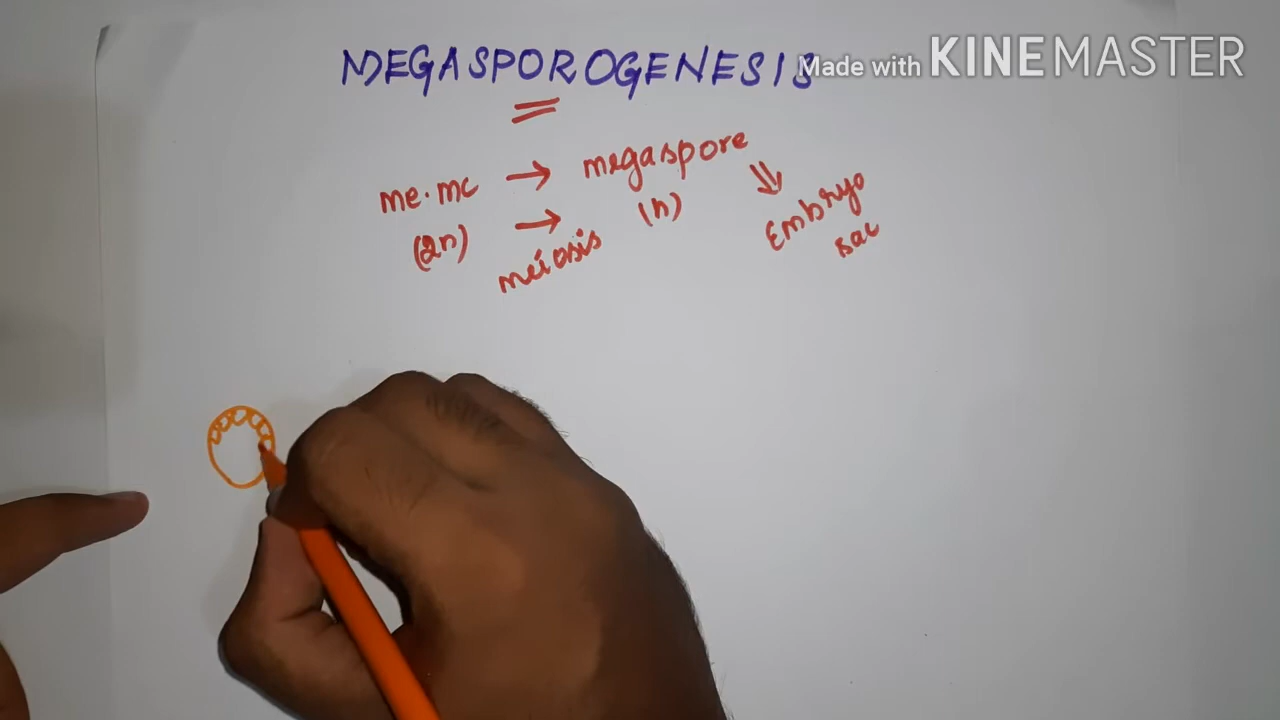 MEGASPOROGENESIS
Made with KINEMASTER
me.mc → megaspore
(2n) → (n)
meiosis
Embryo
sac